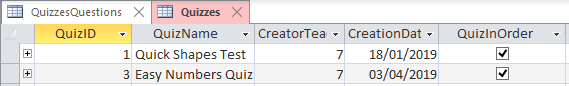 QuizzesQuestions Quizzes
QuizID QuizName CreatorTea CreationDat QuizInOrder
1 Quick Shapes Test 7 18/01/2019
3 Easy Numbers Quiz 7 03/04/2019